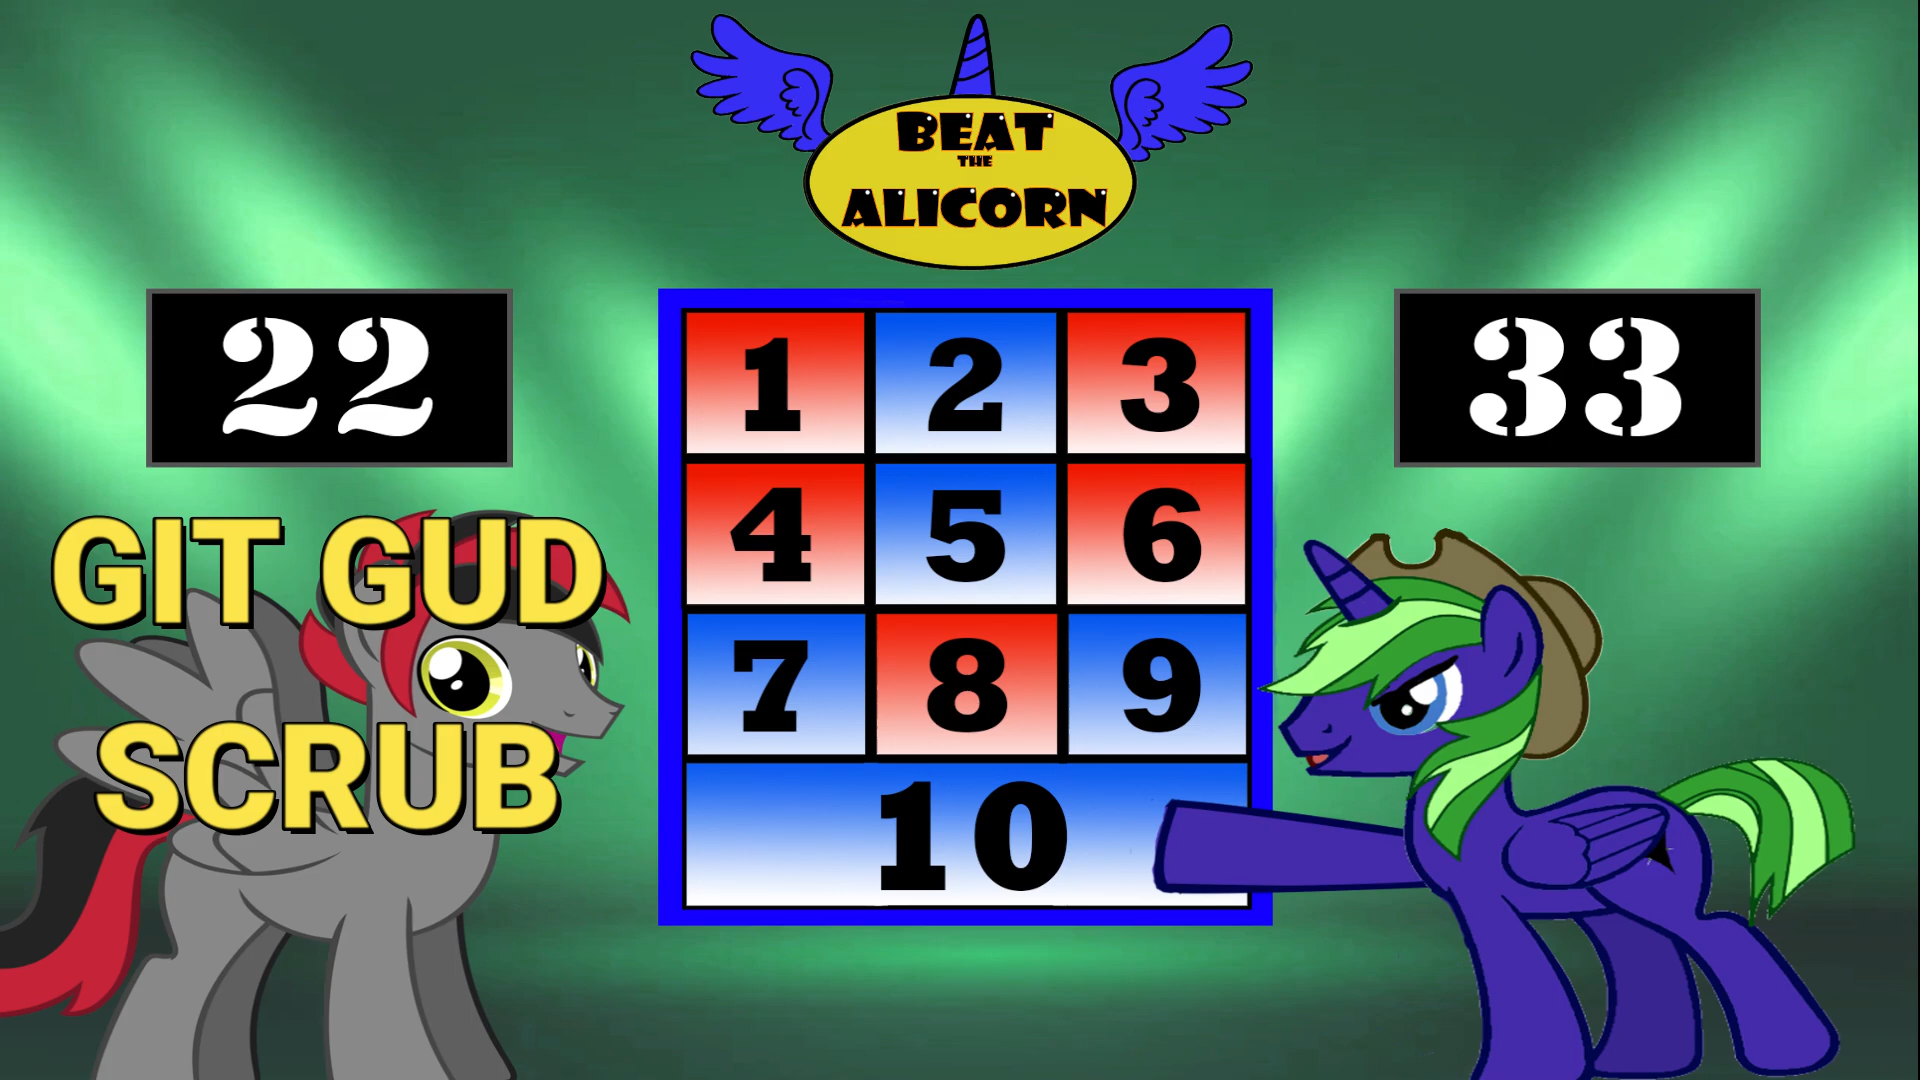 BEAT
THE
ALICORN
22
33
1 2 3
4 5 6
7 8 9
10
GIT GUD
SCRUB